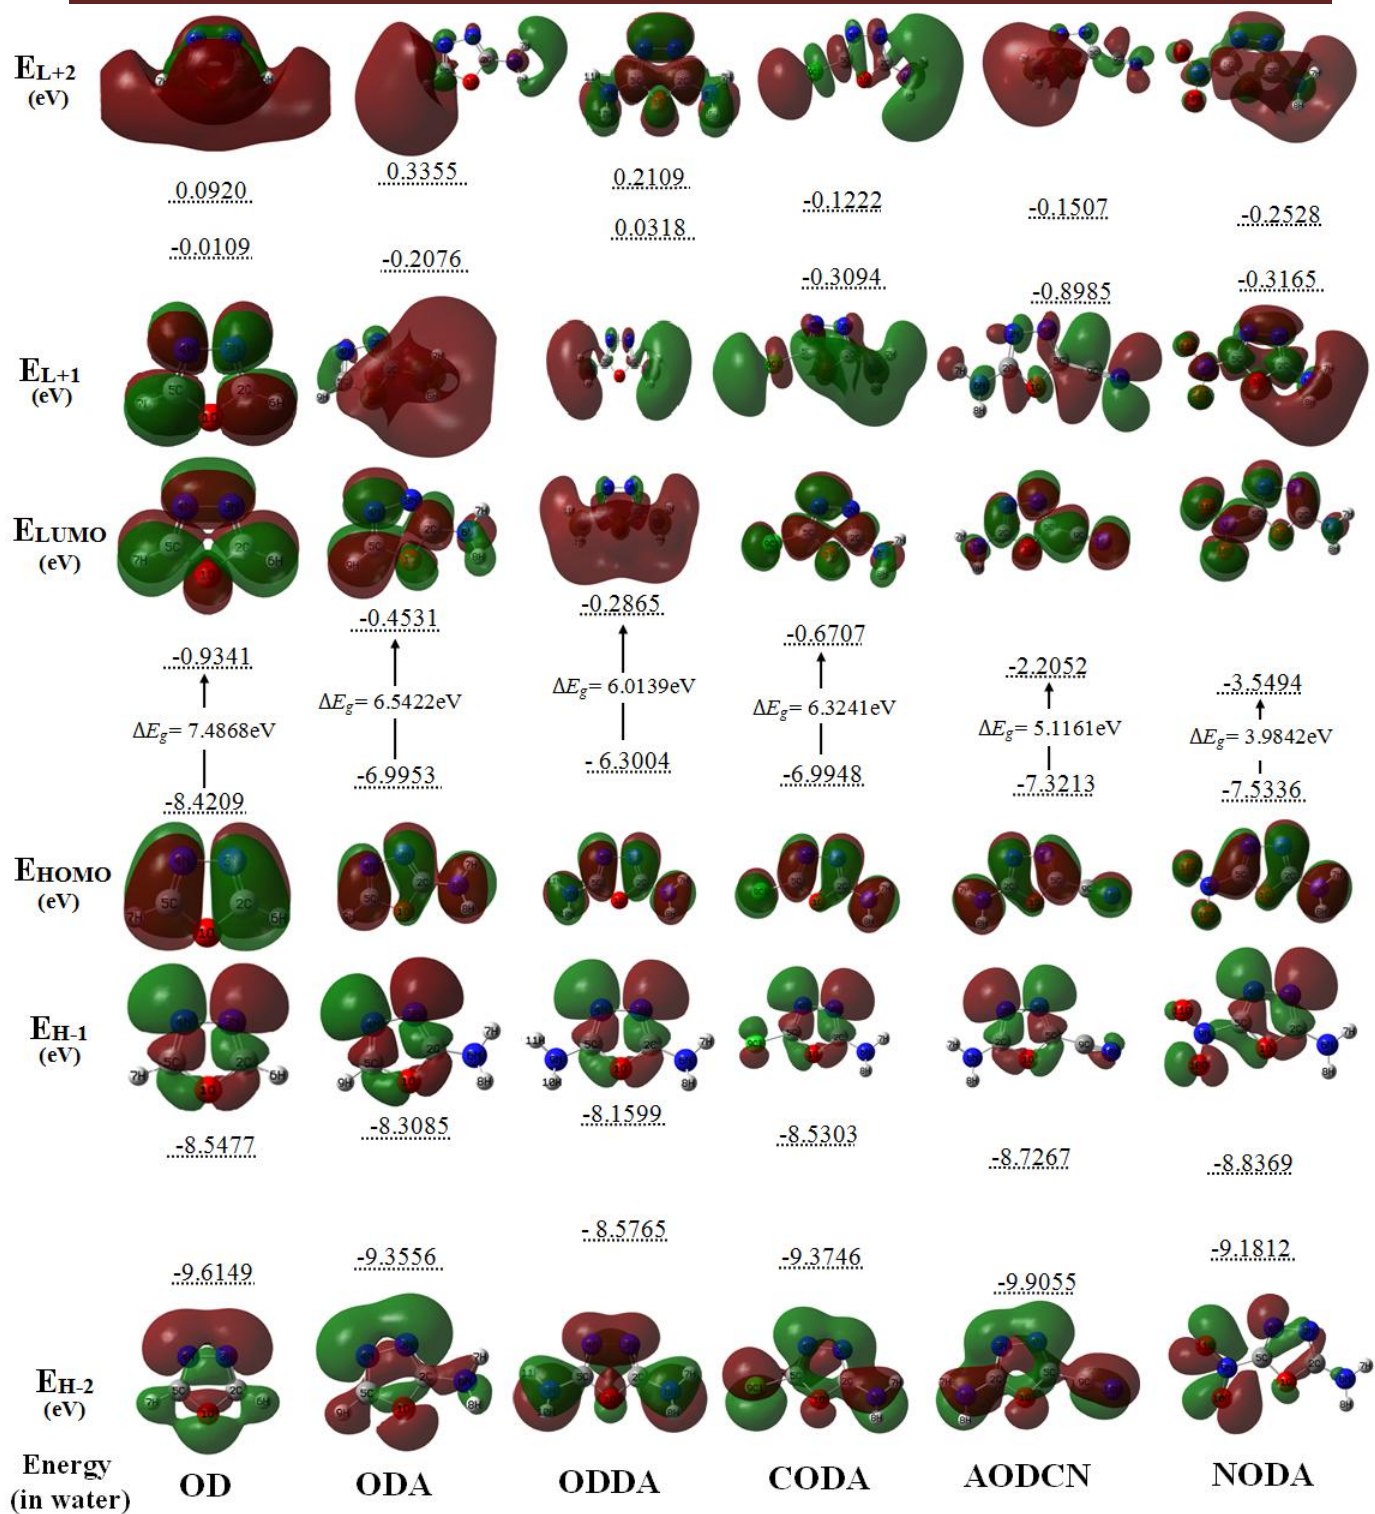 E_L+2
(eV)
0.0920 0.3355 0.2109 -0.1222 -0.1507 -0.2528
-0.0109 -0.2076 0.0318 -0.3094 -0.8985 -0.3165
E_L+1
(eV)
E_LUMO
(eV)
-0.9341 -0.4531 -0.2865 -0.6707 -2.2052 -3.5494
ΔE_g= 7.4868eV ΔE_g= 6.5422eV ΔE_g= 6.0139eV ΔE_g= 6.3241eV ΔE_g= 5.1161eV ΔE_g= 3.9842eV
-8.4209 -6.9953 - 6.3004 -6.9948 -7.3213 -7.5336
E_HOMO
(eV)
E_H-1
(eV)
-8.5477 -8.3085 -8.1599 -8.5303 -8.7267 -8.8369
-9.6149 -9.3556 - 8.5765 -9.3746 -9.9055 -9.1812
E_H-2
(eV)
Energy
(in water)
OD ODA ODDA CODA AODCN NODA